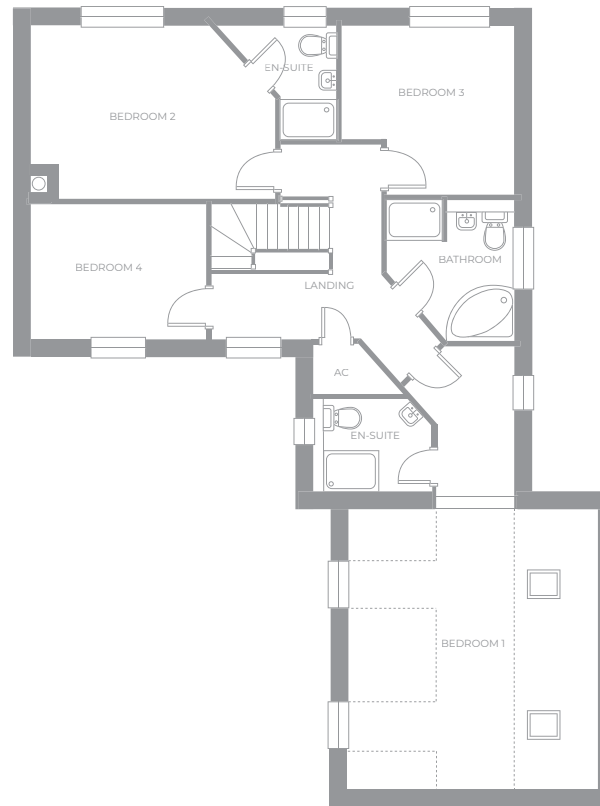 EN-SUITE
BEDROOM 3
BEDROOM 2
BATHROOM
BEDROOM 4
LANDING
AC
EN-SUITE
BEDROOM 1